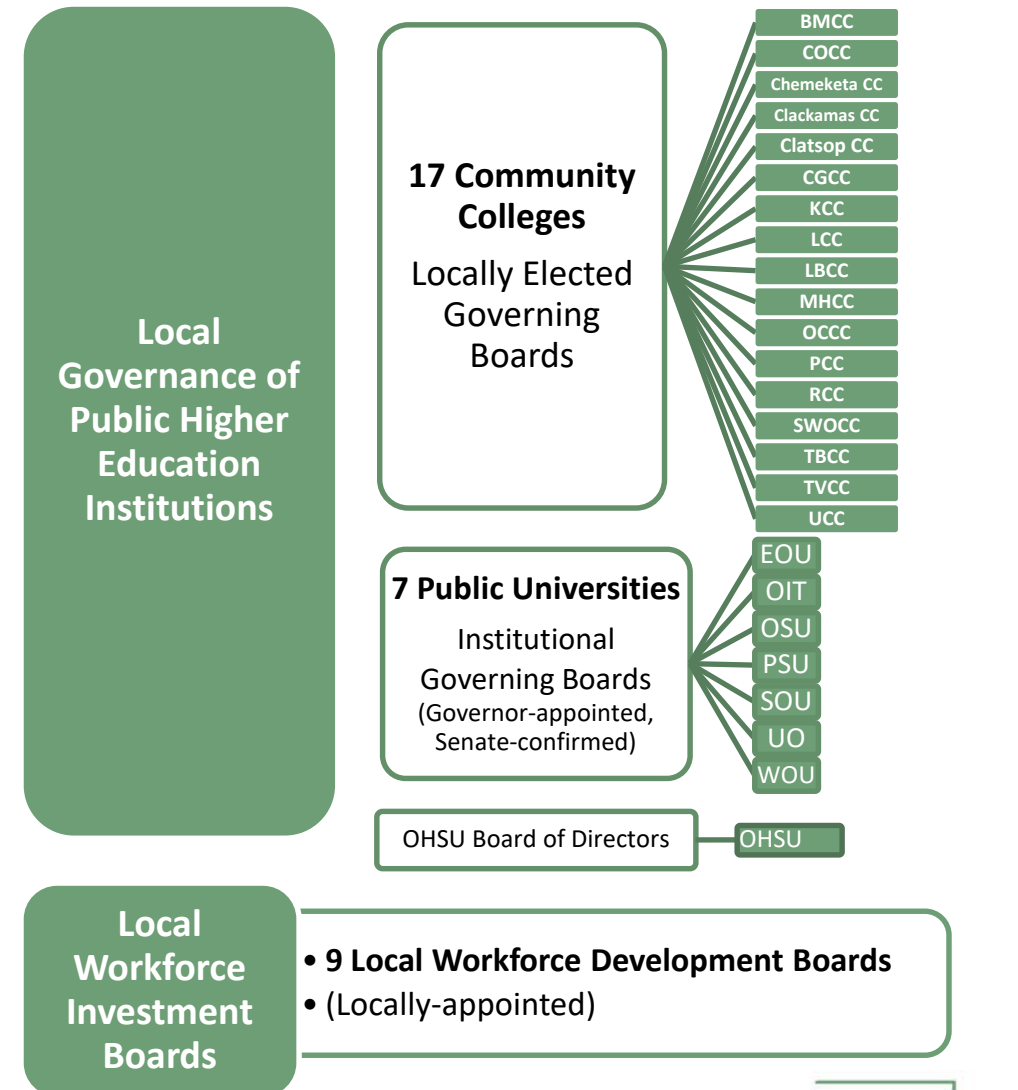 Local
Governance of
Public Higher
Education
Institutions
17 Community
Colleges
Locally Elected
Governing
Boards
BMCC
COCC
Chemeketa CC
Clackamas CC
Clatsop CC
CGCC
KCC
LCC
LBCC
MHCC
OCCC
PCC
RCC
SWOCC
TBCC
TVCC
UCC
7 Public Universities
Institutional
Governing Boards
(Governor-appointed,
Senate-confirmed)
EOU
OIT
OSU
PSU
SOU
UO
WOU
OHSU Board of Directors
OHSU
Local
Workforce
Investment
Boards
• 9 Local Workforce Development Boards
• (Locally-appointed)